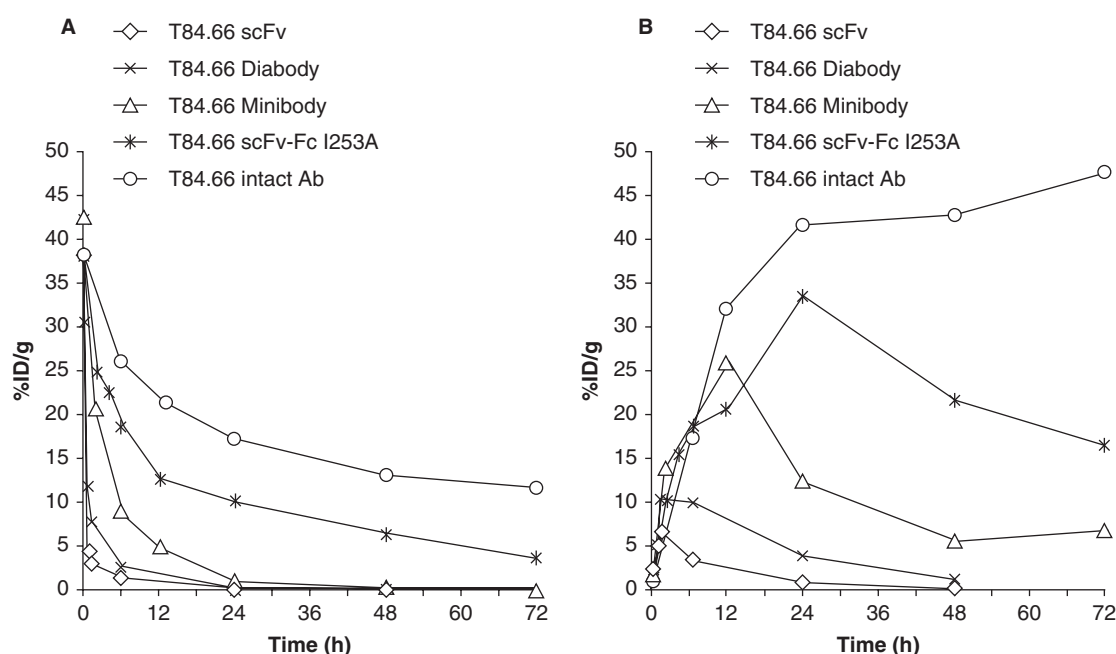 A
T84.66 scFv
T84.66 Diabody
T84.66 Minibody
T84.66 scFv-Fc I253A
T84.66 intact Ab
50
45
40
35
30
25
20
15
10
5
0
%ID/g
0
12
24
36
48
60
72
Time (h)
B
T84.66 scFv
T84.66 Diabody
T84.66 Minibody
T84.66 scFv-Fc I253A
T84.66 intact Ab
50
45
40
35
30
25
20
15
10
5
0
%ID/g
0
12
24
36
48
60
72
Time (h)